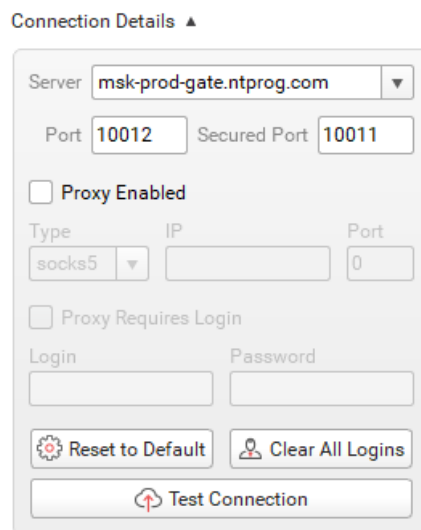 Connection Details ▲
Server msk-prod-gate.ntprog.com
Port 10012 Secured Port 10011
Proxy Enabled
Type IP Port
socks5 0
Proxy Requires Login
Login Password
Reset to Default Clear All Logins
Test Connection